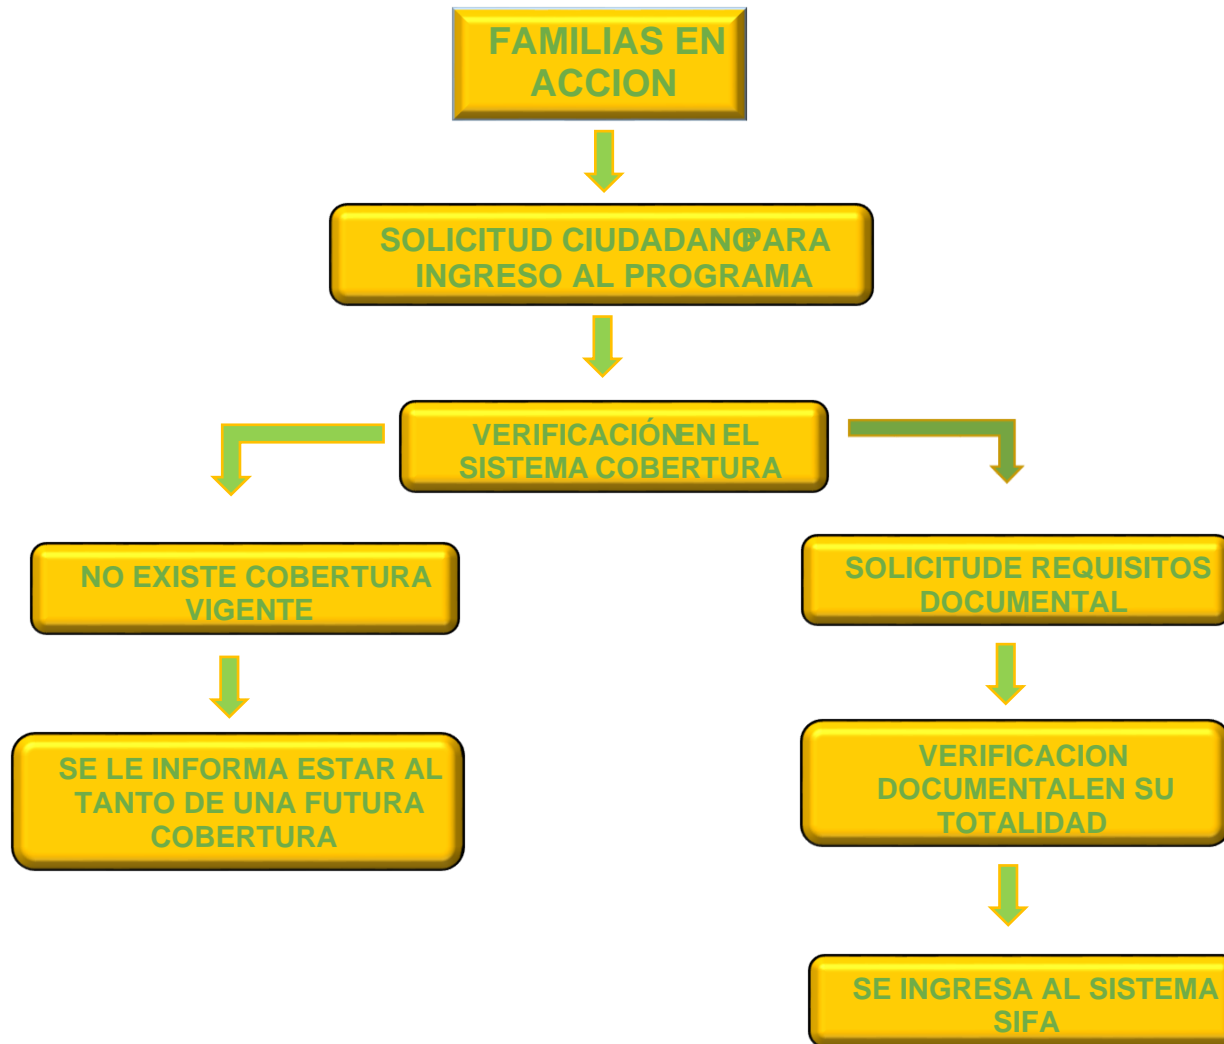 FAMILIAS EN
ACCION
SOLICITUD CIUDADANO PARA
INGRESO AL PROGRAMA
VERIFICACIÓN EN EL
SISTEMA COBERTURA
NO EXISTE COBERTURA
VIGENTE
SE LE INFORMA ESTAR AL
TANTO DE UNA FUTURA
COBERTURA
SOLICITUDE REQUISITOS
DOCUMENTAL
VERIFICACION
DOCUMENTALEN SU
TOTALIDAD
SE INGRESA AL SISTEMA
SIFA